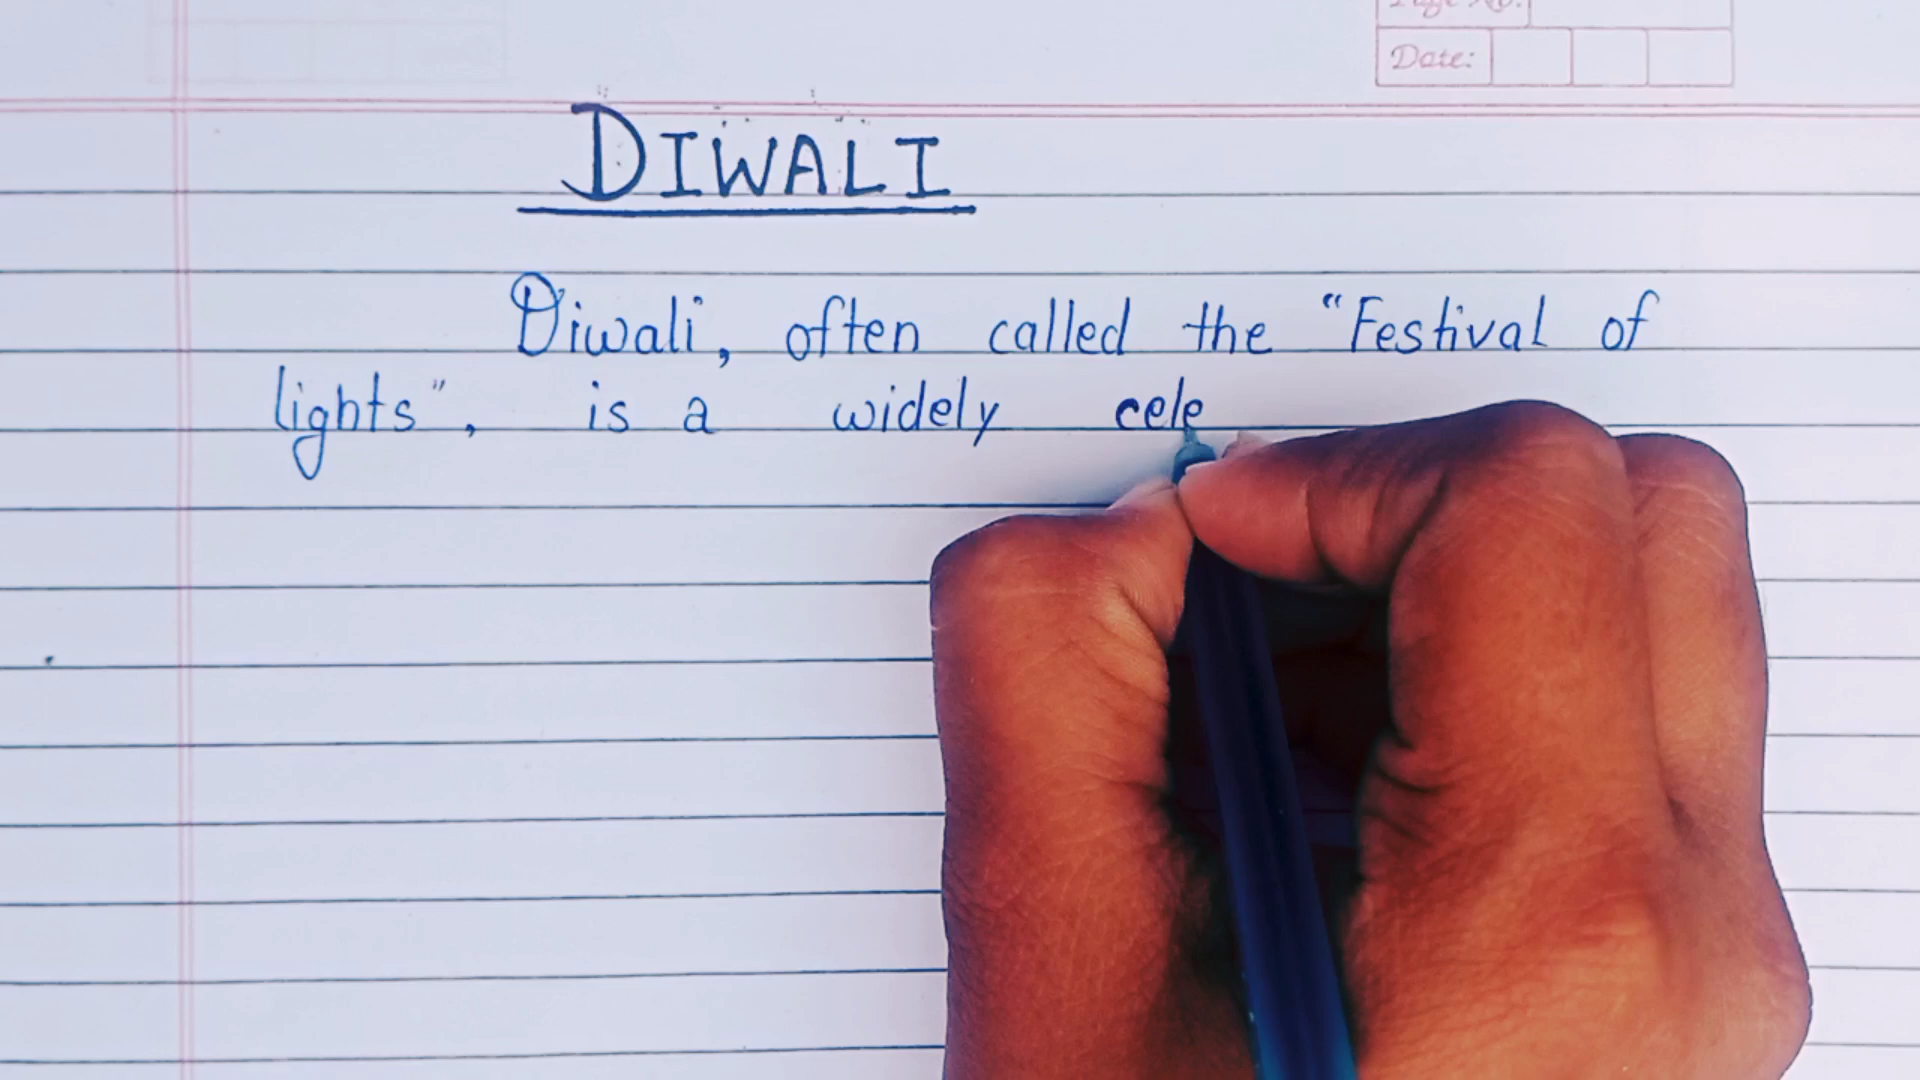 Date:
DIWALI
Diwali, often called the "Festival of
lights", is a widely cele